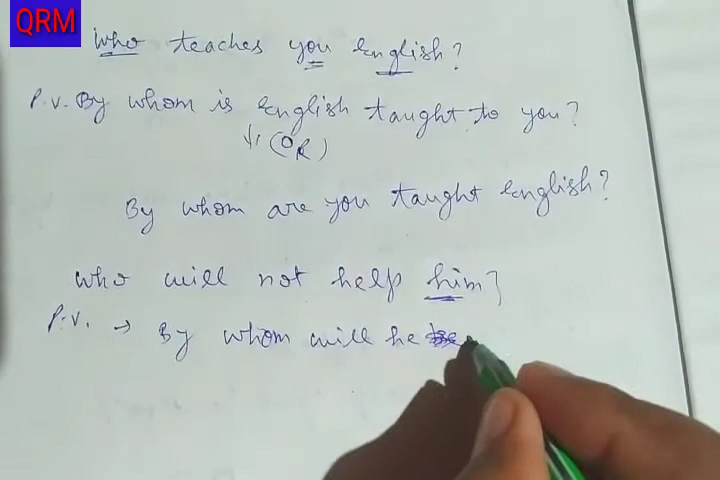 QRM
Who teaches you English?
P.V. By whom is English taught to you?
(OR)
By whom are you taught English?
Who will not help him?
P.V. → By whom will he